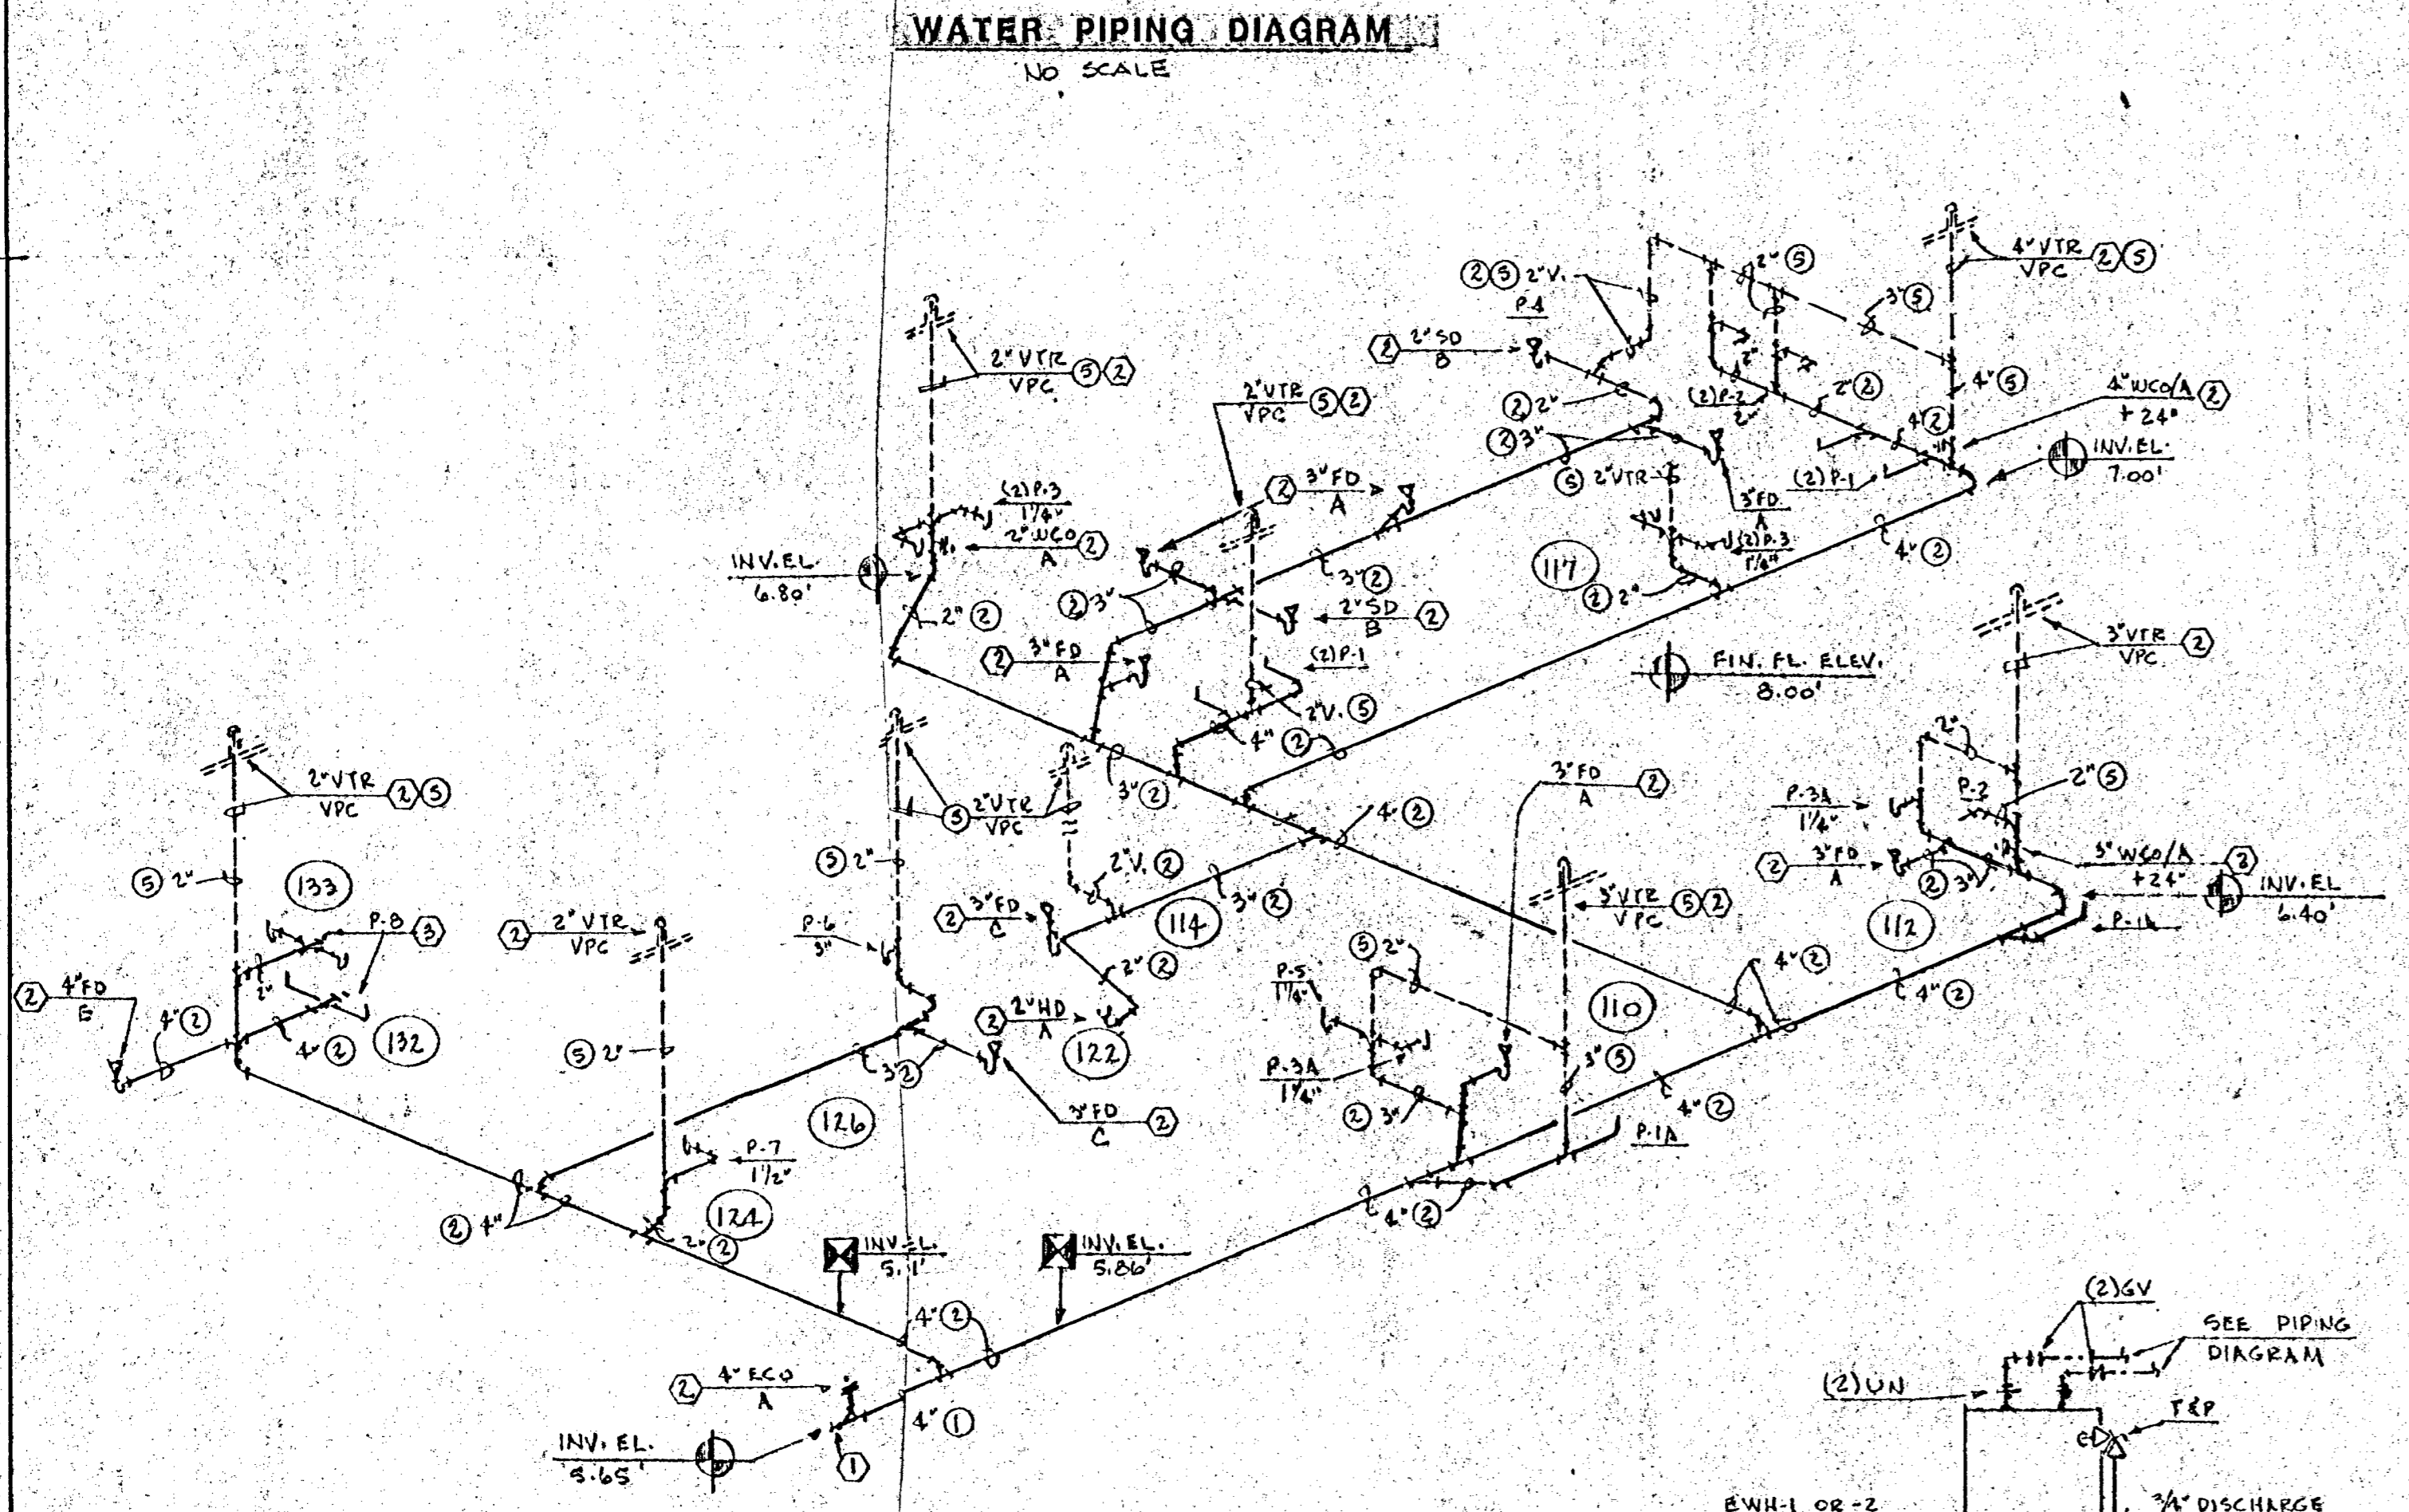 WATER PIPING DIAGRAM
NO SCALE
4" VTR
VPC
2
5
2 5 2" V.
P-4
2" 5
3" 5
2 2" SD
B
2" VTR
VPC
5 2
2" VTR
VPC
5 2
2 2"
(2) P-2
2"
2" 2
4" 5
4" WCO/A 2
+24"
2 3"
4" 2
INV. EL.
7.00'
(2) P-1
5 2" VTR
2 3" FD
A
3" FD
A
(2) P-3
1 1/4"
2" WCO 2
A
INV. EL.
6.80'
2" 2
(2) P-3
1 1/4"
117
4" 2
3" 2
2 3"
2 2"
2" SD
B
2
2 3" FD
A
(2) P-1
FIN. FL. ELEV.
8.00'
3" VTR
VPC
2
2" V. 5
4" 2
3" 2
2"
2" VTR
VPC
2 5
5 2" VTR
VPC
3" FD
A
2
4" 2
P-3A
1 1/4"
P-2
2" 5
5 2"
133
5 2"
2" V. 2
2 3" FD
A
2 3"
3" WCO/A 2
+24"
INV. EL
6.40'
P-1A
112
P-8 3
2 2" VTR
VPC
P-6
3"
2 3" FD
C
114
3" 2
3" VTR
VPC
5 2
2"
2 4" FD
E
4" 2
4" 2
132
5 2"
2 2" HD
A
2" 2
122
5 2"
P-5
1 1/4"
110
4" 2
4" 2
3" 2
P-3A
1 1/4"
2 3"
3" 5
4" 2
126
3" FD
C
2
P-1A
P-7
1 1/2"
124
2 4"
2" 2
4" 2
INV. EL.
INV. EL.
5.86'
4" 2
2 4" ECO
A
4" 1
INV. EL.
5.65'
1
(2) GV
SEE PIPING
DIAGRAM
(2) UN
T&P
EWH-1 OR -2
3/4" DISCHARGE